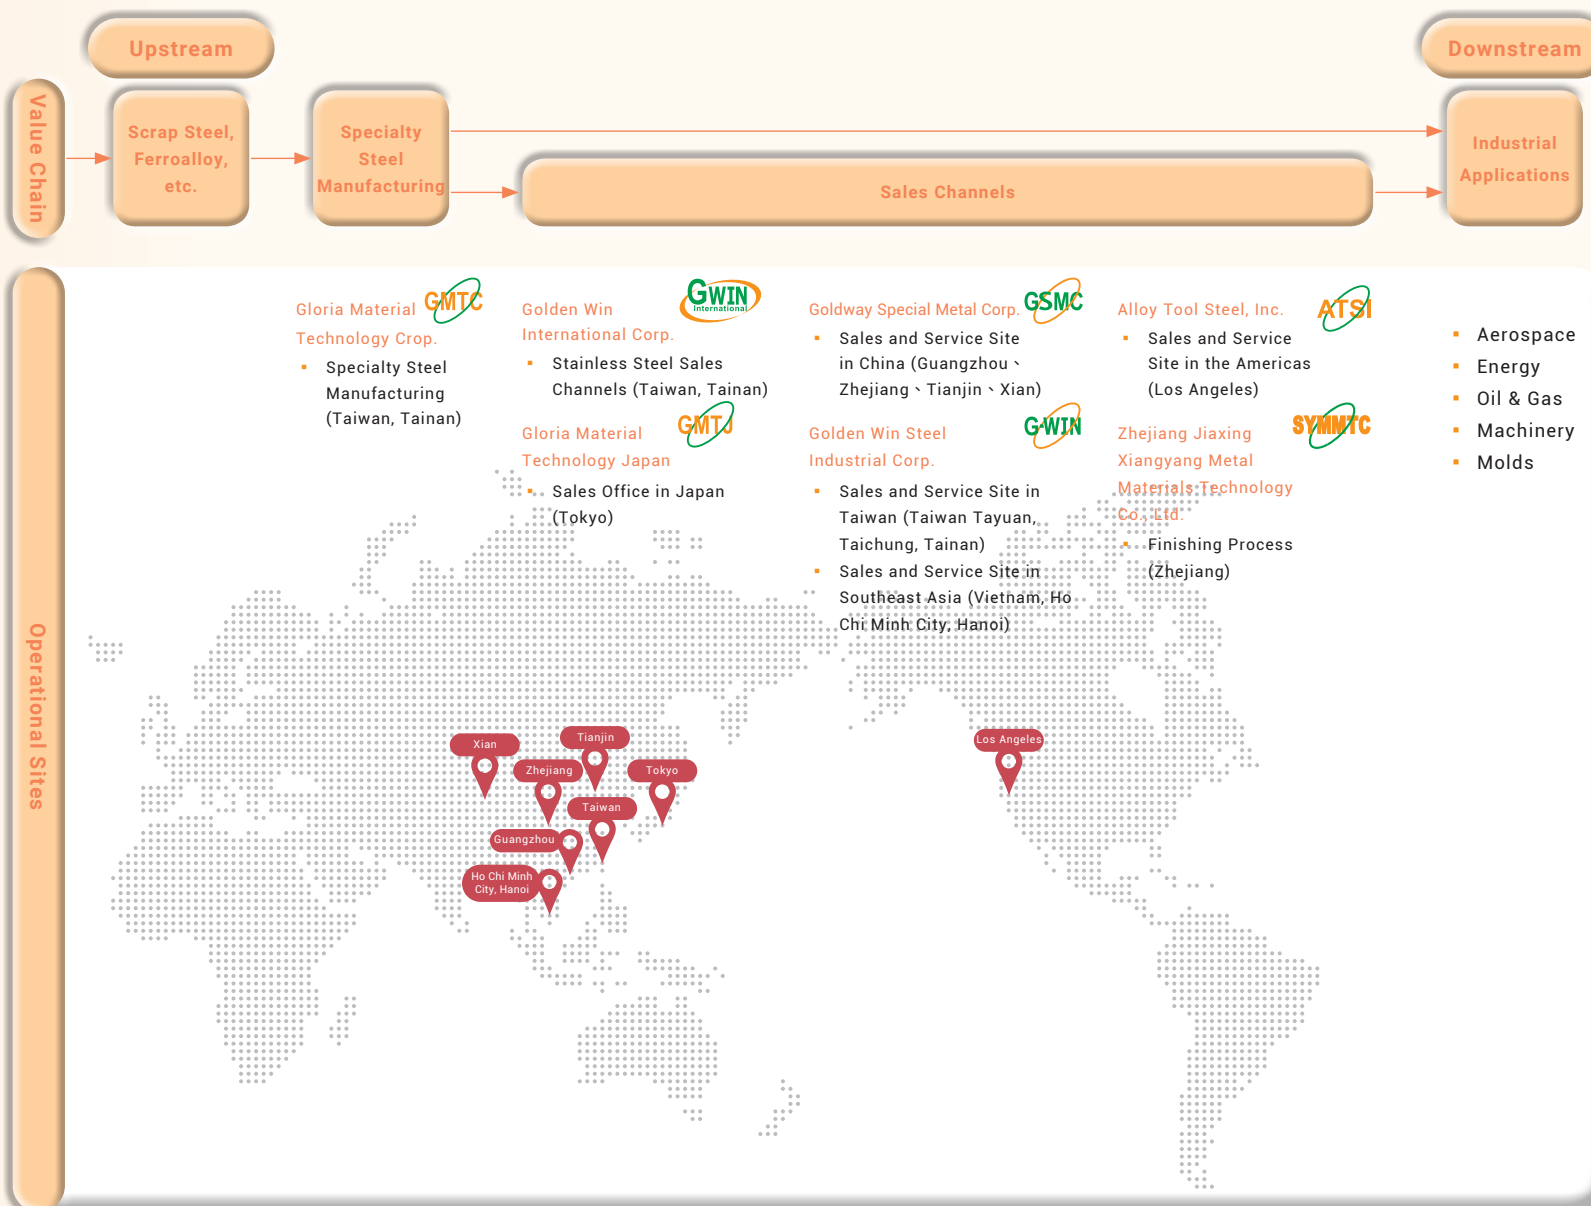 Upstream
Downstream
Value Chain
Scrap Steel,
Ferroalloy,
etc.
Specialty
Steel
Manufacturing
Sales Channels
Industrial
Applications
Operational Sites
Gloria Material
Technology Crop.
GMTC
▪ Specialty Steel
Manufacturing
(Taiwan, Tainan)
Golden Win
International Corp.
GWIN
International
▪ Stainless Steel Sales
Channels (Taiwan, Tainan)
Gloria Material
Technology Japan
GMTJ
▪ Sales Office in Japan
(Tokyo)
Goldway Special Metal Corp.
GSMC
▪ Sales and Service Site
in China (Guangzhou、
Zhejiang、Tianjin、Xian)
Golden Win Steel
Industrial Corp.
G-WIN
▪ Sales and Service Site in
Taiwan (Taiwan Tayuan,
Taichung, Tainan)
▪ Sales and Service Site in
Southeast Asia (Vietnam, Ho
Chi Minh City, Hanoi)
Alloy Tool Steel, Inc.
ATSI
▪ Sales and Service
Site in the Americas
(Los Angeles)
Zhejiang Jiaxing
Xiangyang Metal
Materials Technology
Co., Ltd.
SYMMTC
▪ Finishing Process
(Zhejiang)
▪ Aerospace
▪ Energy
▪ Oil & Gas
▪ Machinery
▪ Molds
Xian
Tianjin
Zhejiang
Tokyo
Taiwan
Guangzhou
Ho Chi Minh
City, Hanoi
Los Angeles